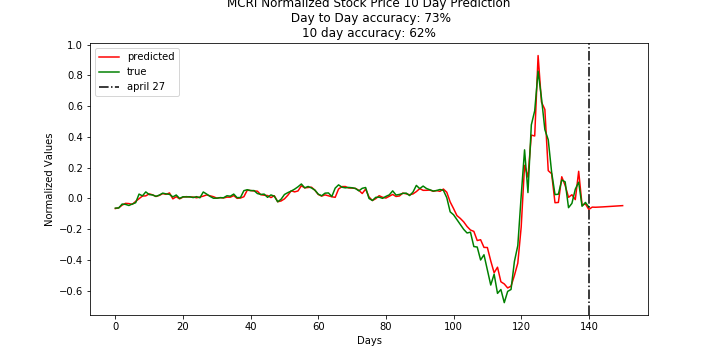 MCRI Normalized Stock Price 10 Day Prediction
Day to Day accuracy: 73%
10 day accuracy: 62%
predicted
true
april 27
Normalized Values
1.0
0.8
0.6
0.4
0.2
0.0
−0.2
−0.4
−0.6
0 20 40 60 80 100 120 140
Days